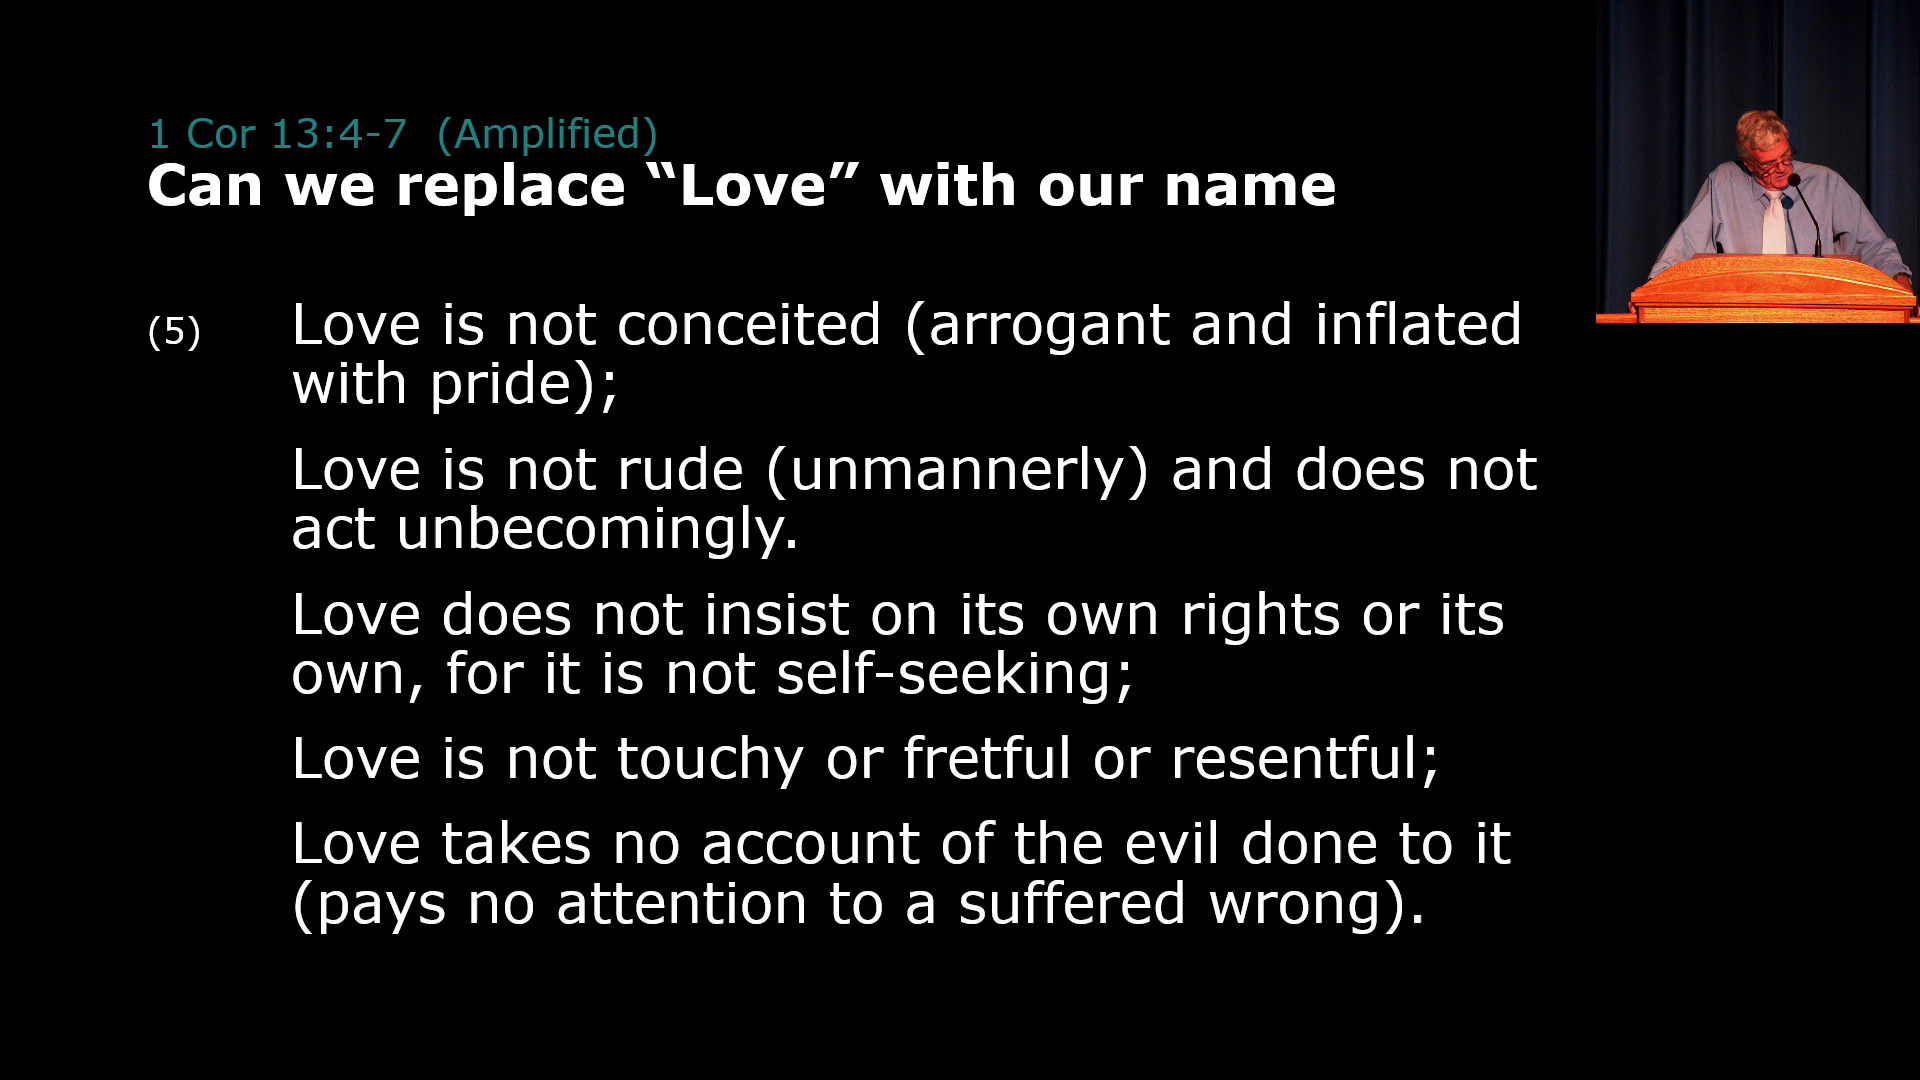 1 Cor 13:4-7 (Amplified)
Can we replace “Love” with our name
(5) Love is not conceited (arrogant and inflated
with pride);
Love is not rude (unmannerly) and does not
act unbecomingly.
Love does not insist on its own rights or its
own, for it is not self-seeking;
Love is not touchy or fretful or resentful;
Love takes no account of the evil done to it
(pays no attention to a suffered wrong).